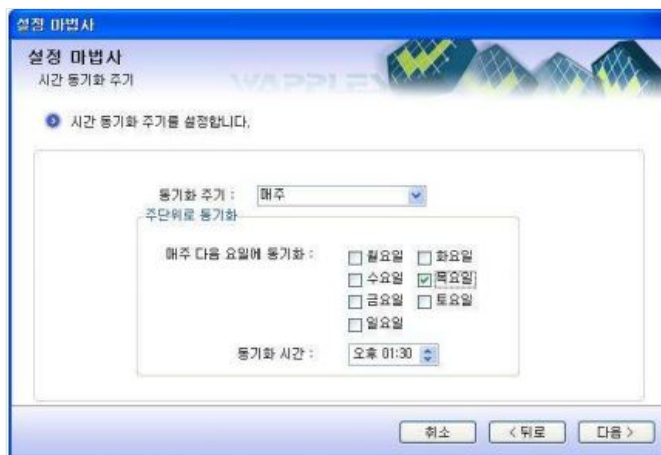 설정 마법사
설정 마법사
시간 동기화 주기
WAPPLES
시간 동기화 주기를 설정합니다.
동기화 주기 : 매주
주단위로 동기화
매주 다음 요일에 동기화 : 월요일 화요일
수요일 목요일
금요일 토요일
일요일
동기화 시간 : 오후 01:30
취소 < 뒤로 다음 >